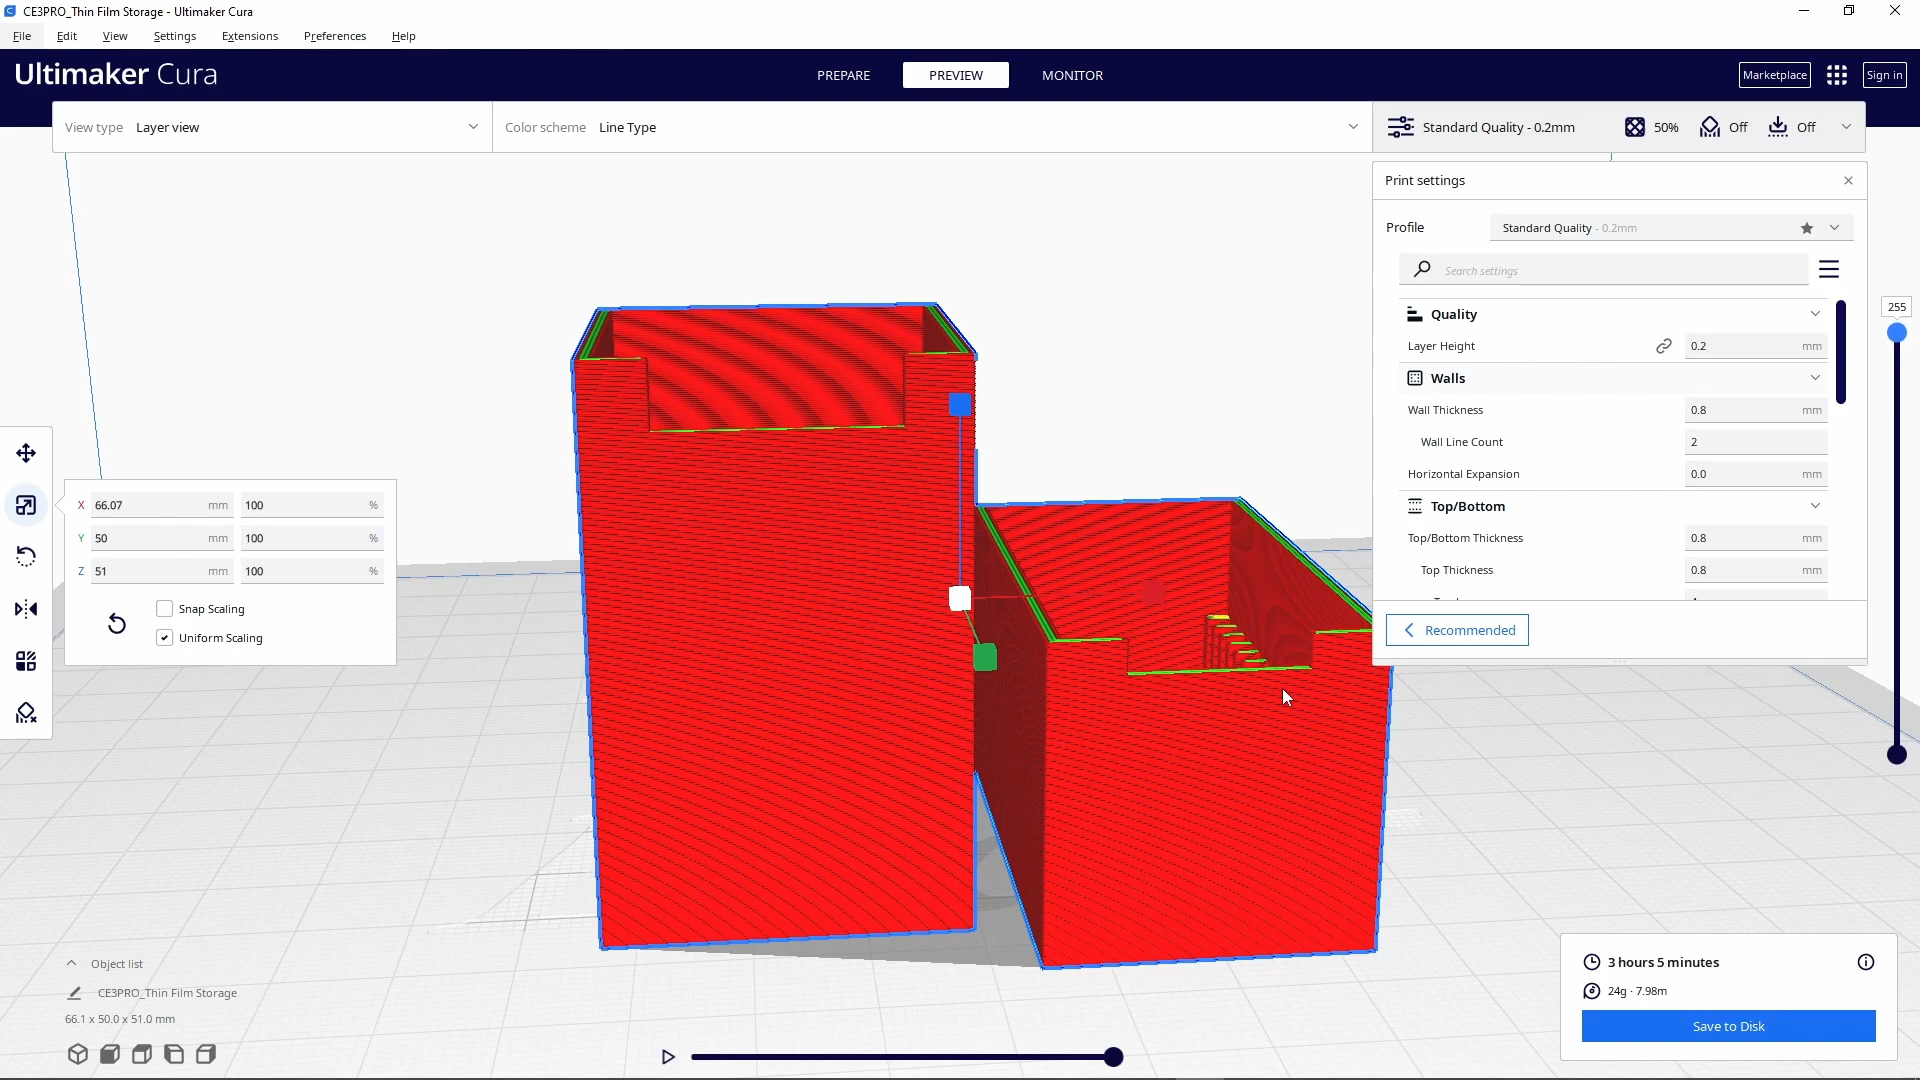 CE3PRO_Thin Film Storage - Ultimaker Cura
File Edit View Settings Extensions Preferences Help
Ultimaker Cura
PREPARE PREVIEW MONITOR
Marketplace
Sign in
View type Layer view
Color scheme Line Type
Standard Quality - 0.2mm 50% Off Off
Print settings
Profile Standard Quality - 0.2mm
Search settings
Quality
Layer Height 0.2 mm
Walls
Wall Thickness 0.8 mm
Wall Line Count 2
Horizontal Expansion 0.0 mm
Top/Bottom
Top/Bottom Thickness 0.8 mm
Top Thickness 0.8 mm
Recommended
255
X 66.07 mm 100 %
Y 50 mm 100 %
Z 51 mm 100 %
Snap Scaling
Uniform Scaling
Object list
CE3PRO_Thin Film Storage
66.1 x 50.0 x 51.0 mm
3 hours 5 minutes
24g · 7.98m
Save to Disk